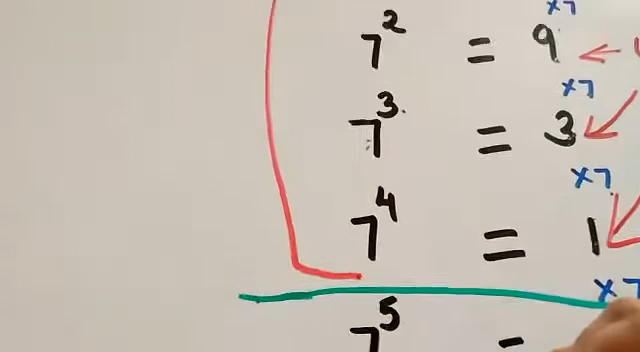 ×7
7² = 9
×7
7³ = 3
×7
7⁴ = 1
×7
7⁵ =